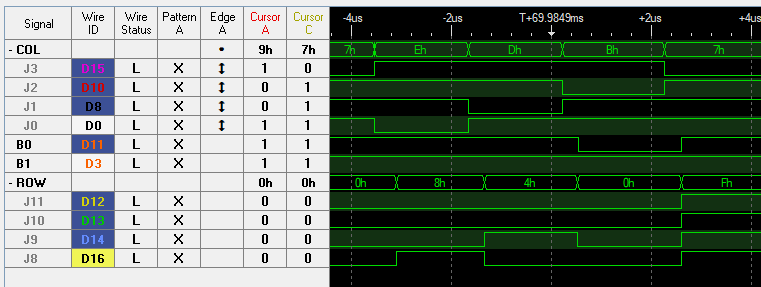 Signal Wire ID Wire Status Pattern A Edge A Cursor A Cursor C -4us -2us T+69.9849ms +2us +4us
- COL • 9h 7h 7h Eh Dh Bh 7h
J3 D15 L X ↕ 1 0
J2 D10 L X ↕ 0 1
J1 D8 L X ↕ 0 1
J0 D0 L X ↕ 1 1
B0 D11 L X 1 1
B1 D3 L X 1 1
- ROW 0h 0h 0h 8h 4h 0h Fh
J11 D12 L X 0 0
J10 D13 L X 0 0
J9 D14 L X 0 0
J8 D16 L X 0 0